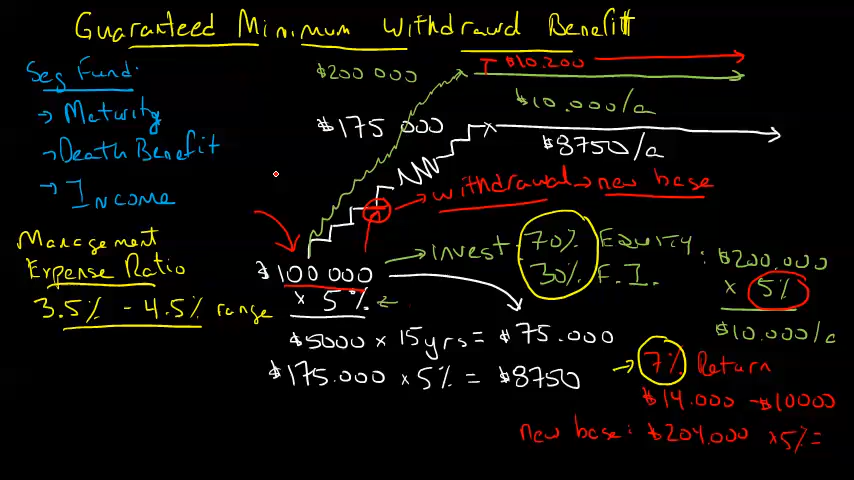 Guaranteed Minimum Withdrawal Benefit
Seg Fund:
→ Maturity
→ Death Benefit
→ Income
Management
Expense Ratio
3.5% - 4.5% range
$200 000
$10.200
$10.000/a
$175 000
$8750/a
withdrawal → new base
$100 000
x 5%
→ invest
70% Equity:
30% F.I.
$200.000
x 5%
$10.000/a
$5000 x 15yrs = $75.000
$175.000 x 5% = $8750
→ 7% Return
$14.000 - $10000
new base: $204.000 x 5% =